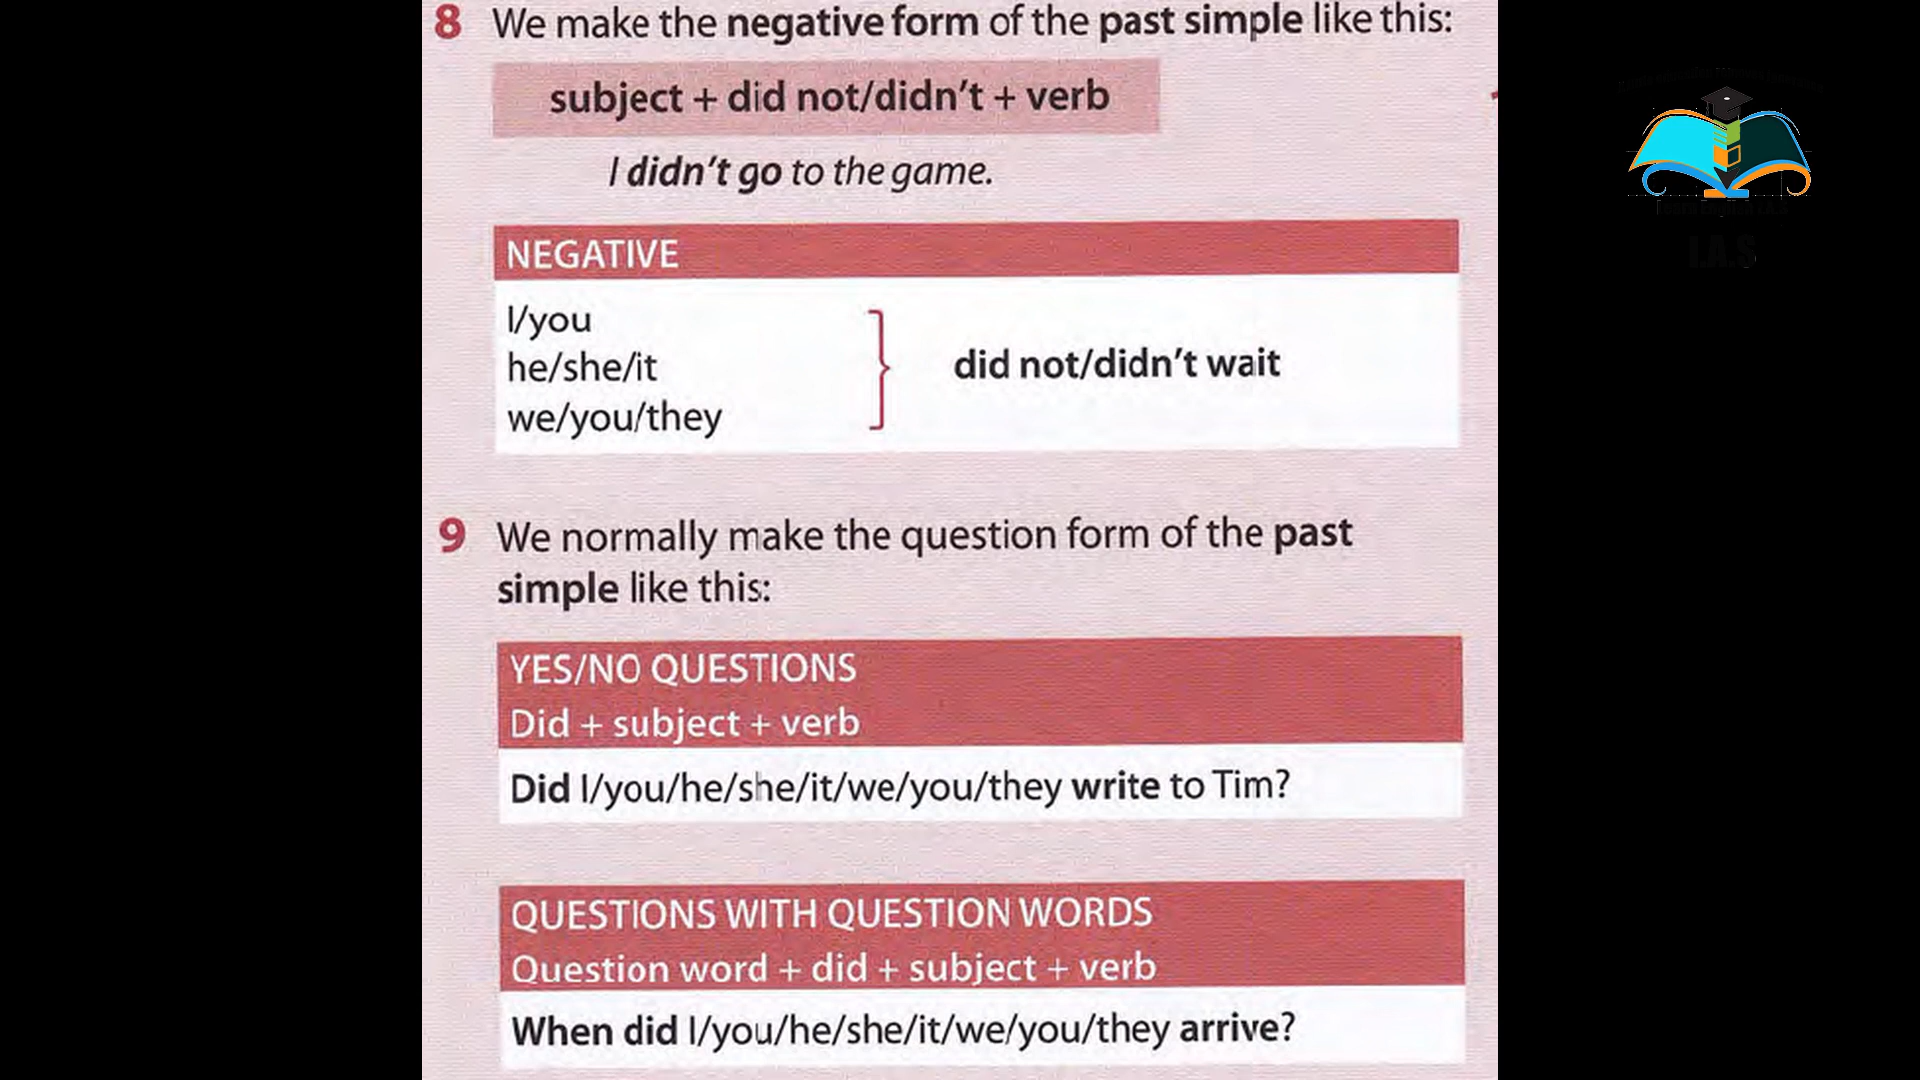 8 We make the negative form of the past simple like this:
subject + did not/didn't + verb
I didn't go to the game.
NEGATIVE
I/you
he/she/it
we/you/they
did not/didn't wait
9 We normally make the question form of the past
simple like this:
YES/NO QUESTIONS
Did + subject + verb
Did I/you/he/she/it/we/you/they write to Tim?
QUESTIONS WITH QUESTION WORDS
Question word + did + subject + verb
When did I/you/he/she/it/we/you/they arrive?
I.A.S